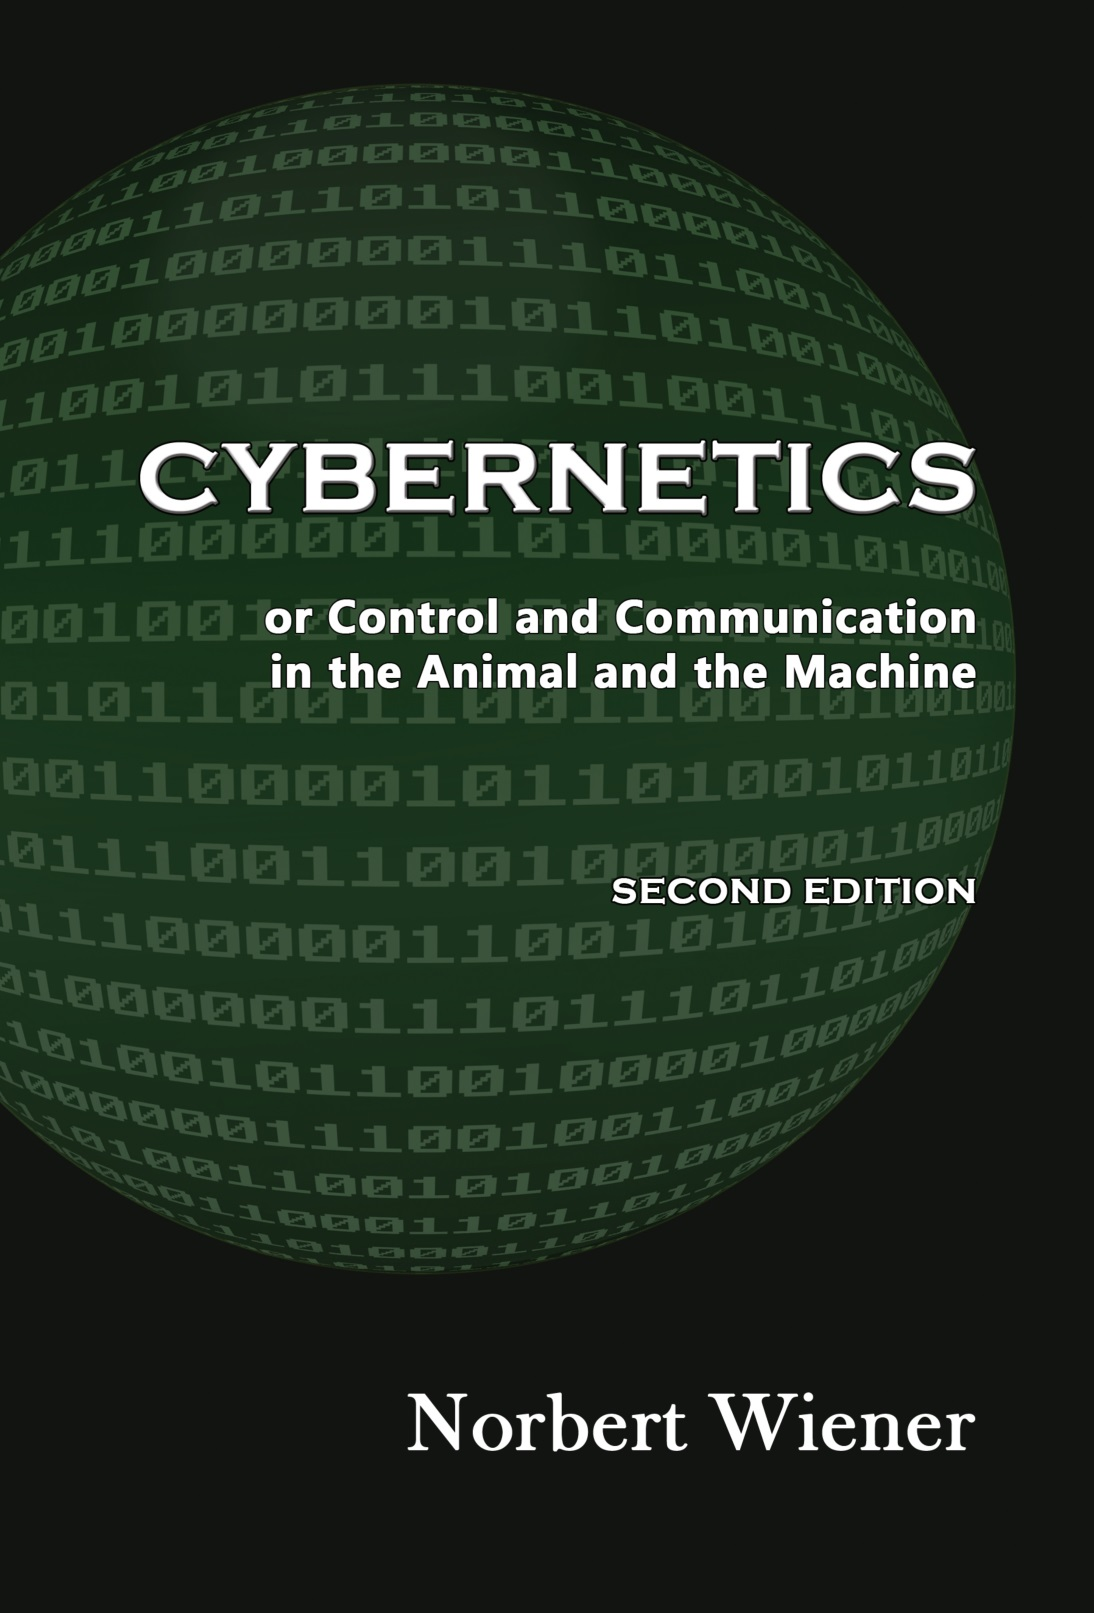 CYBERNETICS
or Control and Communication
in the Animal and the Machine
SECOND EDITION
Norbert Wiener